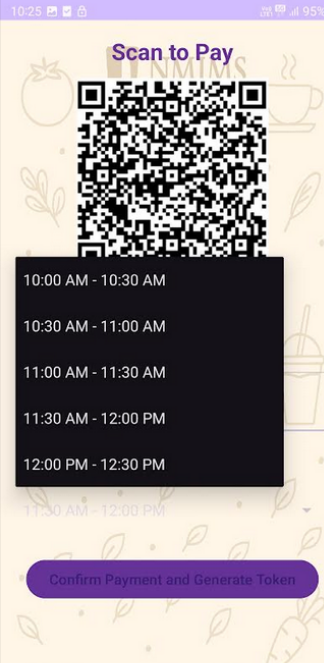 10:25 95%
Scan to Pay
NMIMS
10:00 AM - 10:30 AM
10:30 AM - 11:00 AM
11:00 AM - 11:30 AM
11:30 AM - 12:00 PM
12:00 PM - 12:30 PM
11:30 AM - 12:00 PM
Confirm Payment and Generate Token